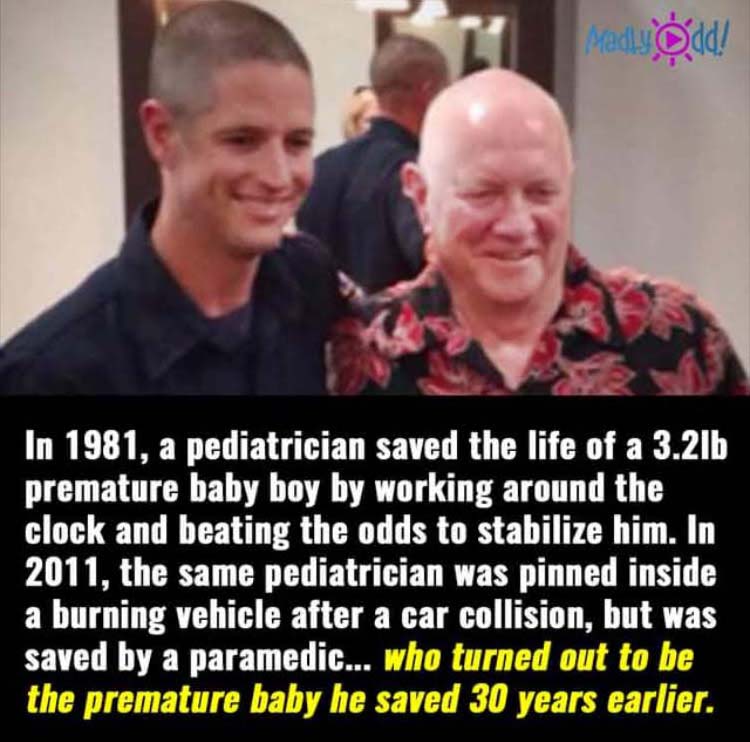 MadlyOdd!
In 1981, a pediatrician saved the life of a 3.2lb
premature baby boy by working around the
clock and beating the odds to stabilize him. In
2011, the same pediatrician was pinned inside
a burning vehicle after a car collision, but was
saved by a paramedic... who turned out to be
the premature baby he saved 30 years earlier.